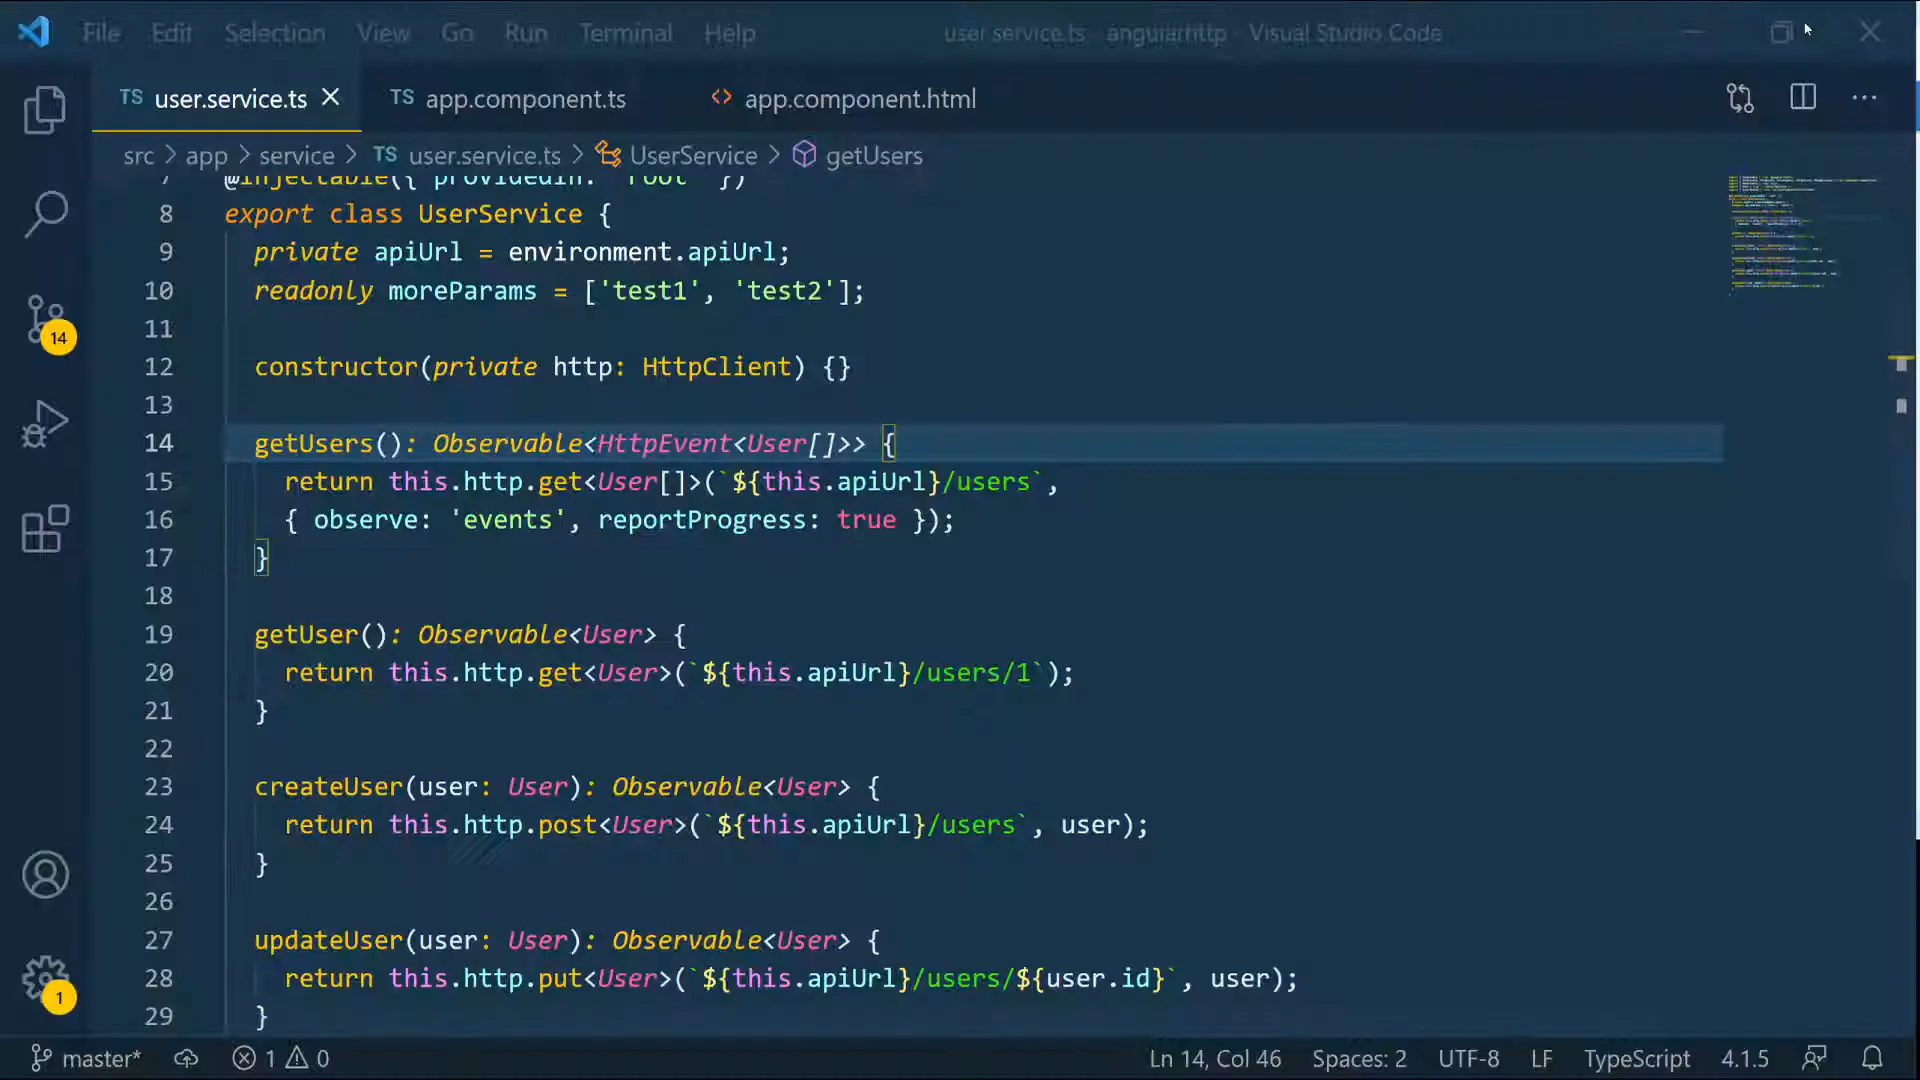 File Edit Selection View Go Run Terminal Help user.service.ts - angularhttp - Visual Studio Code
TS user.service.ts TS app.component.ts <> app.component.html
src > app > service > TS user.service.ts > UserService > getUsers
7 @Injectable({ providedIn: 'root' })
8 export class UserService {
9 private apiUrl = environment.apiUrl;
10 readonly moreParams = ['test1', 'test2'];
11
12 constructor(private http: HttpClient) {}
13
14 getUsers(): Observable<HttpEvent<User[]>> {
15 return this.http.get<User[]>(`${this.apiUrl}/users`,
16 { observe: 'events', reportProgress: true });
17 }
18
19 getUser(): Observable<User> {
20 return this.http.get<User>(`${this.apiUrl}/users/1`);
21 }
22
23 createUser(user: User): Observable<User> {
24 return this.http.post<User>(`${this.apiUrl}/users`, user);
25 }
26
27 updateUser(user: User): Observable<User> {
28 return this.http.put<User>(`${this.apiUrl}/users/${user.id}`, user);
29 }
14
1
master* 1 0 Ln 14, Col 46 Spaces: 2 UTF-8 LF TypeScript 4.1.5